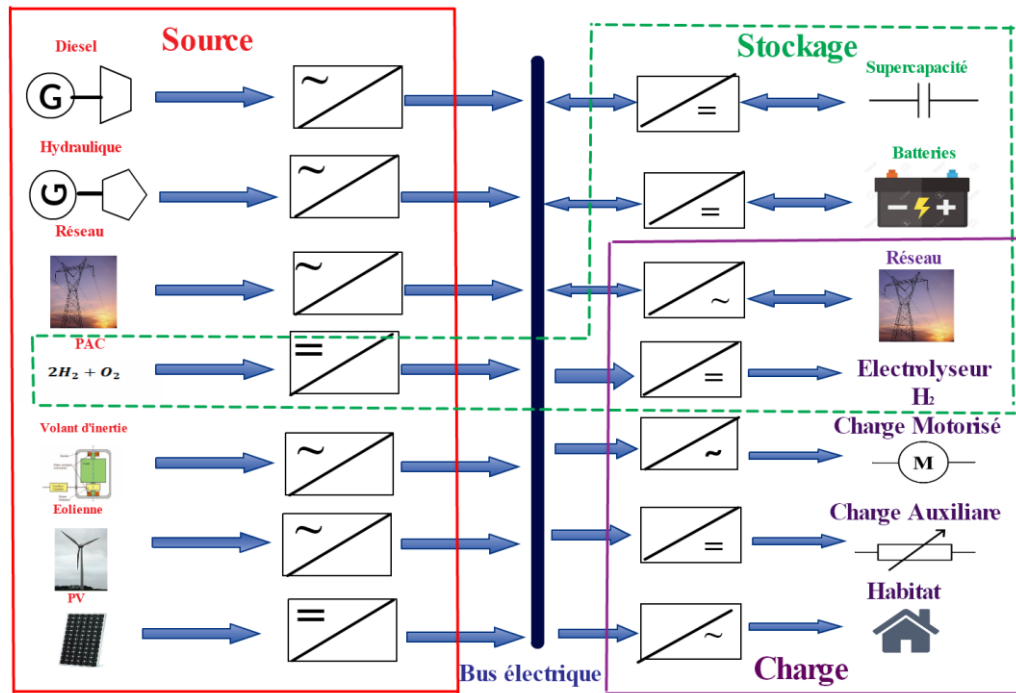 Source
Diesel
G
~
Hydraulique
G
~
Réseau
~
PAC
2H₂ + O₂
=
Volant d'inertie
~
Eolienne
~
PV
=
Bus électrique
Stockage
Supercapacité
=
Batteries
=
Réseau
~
Electrolyseur
H₂
=
Charge Motorisé
M
~
Charge Auxiliare
=
Habitat
~
Charge